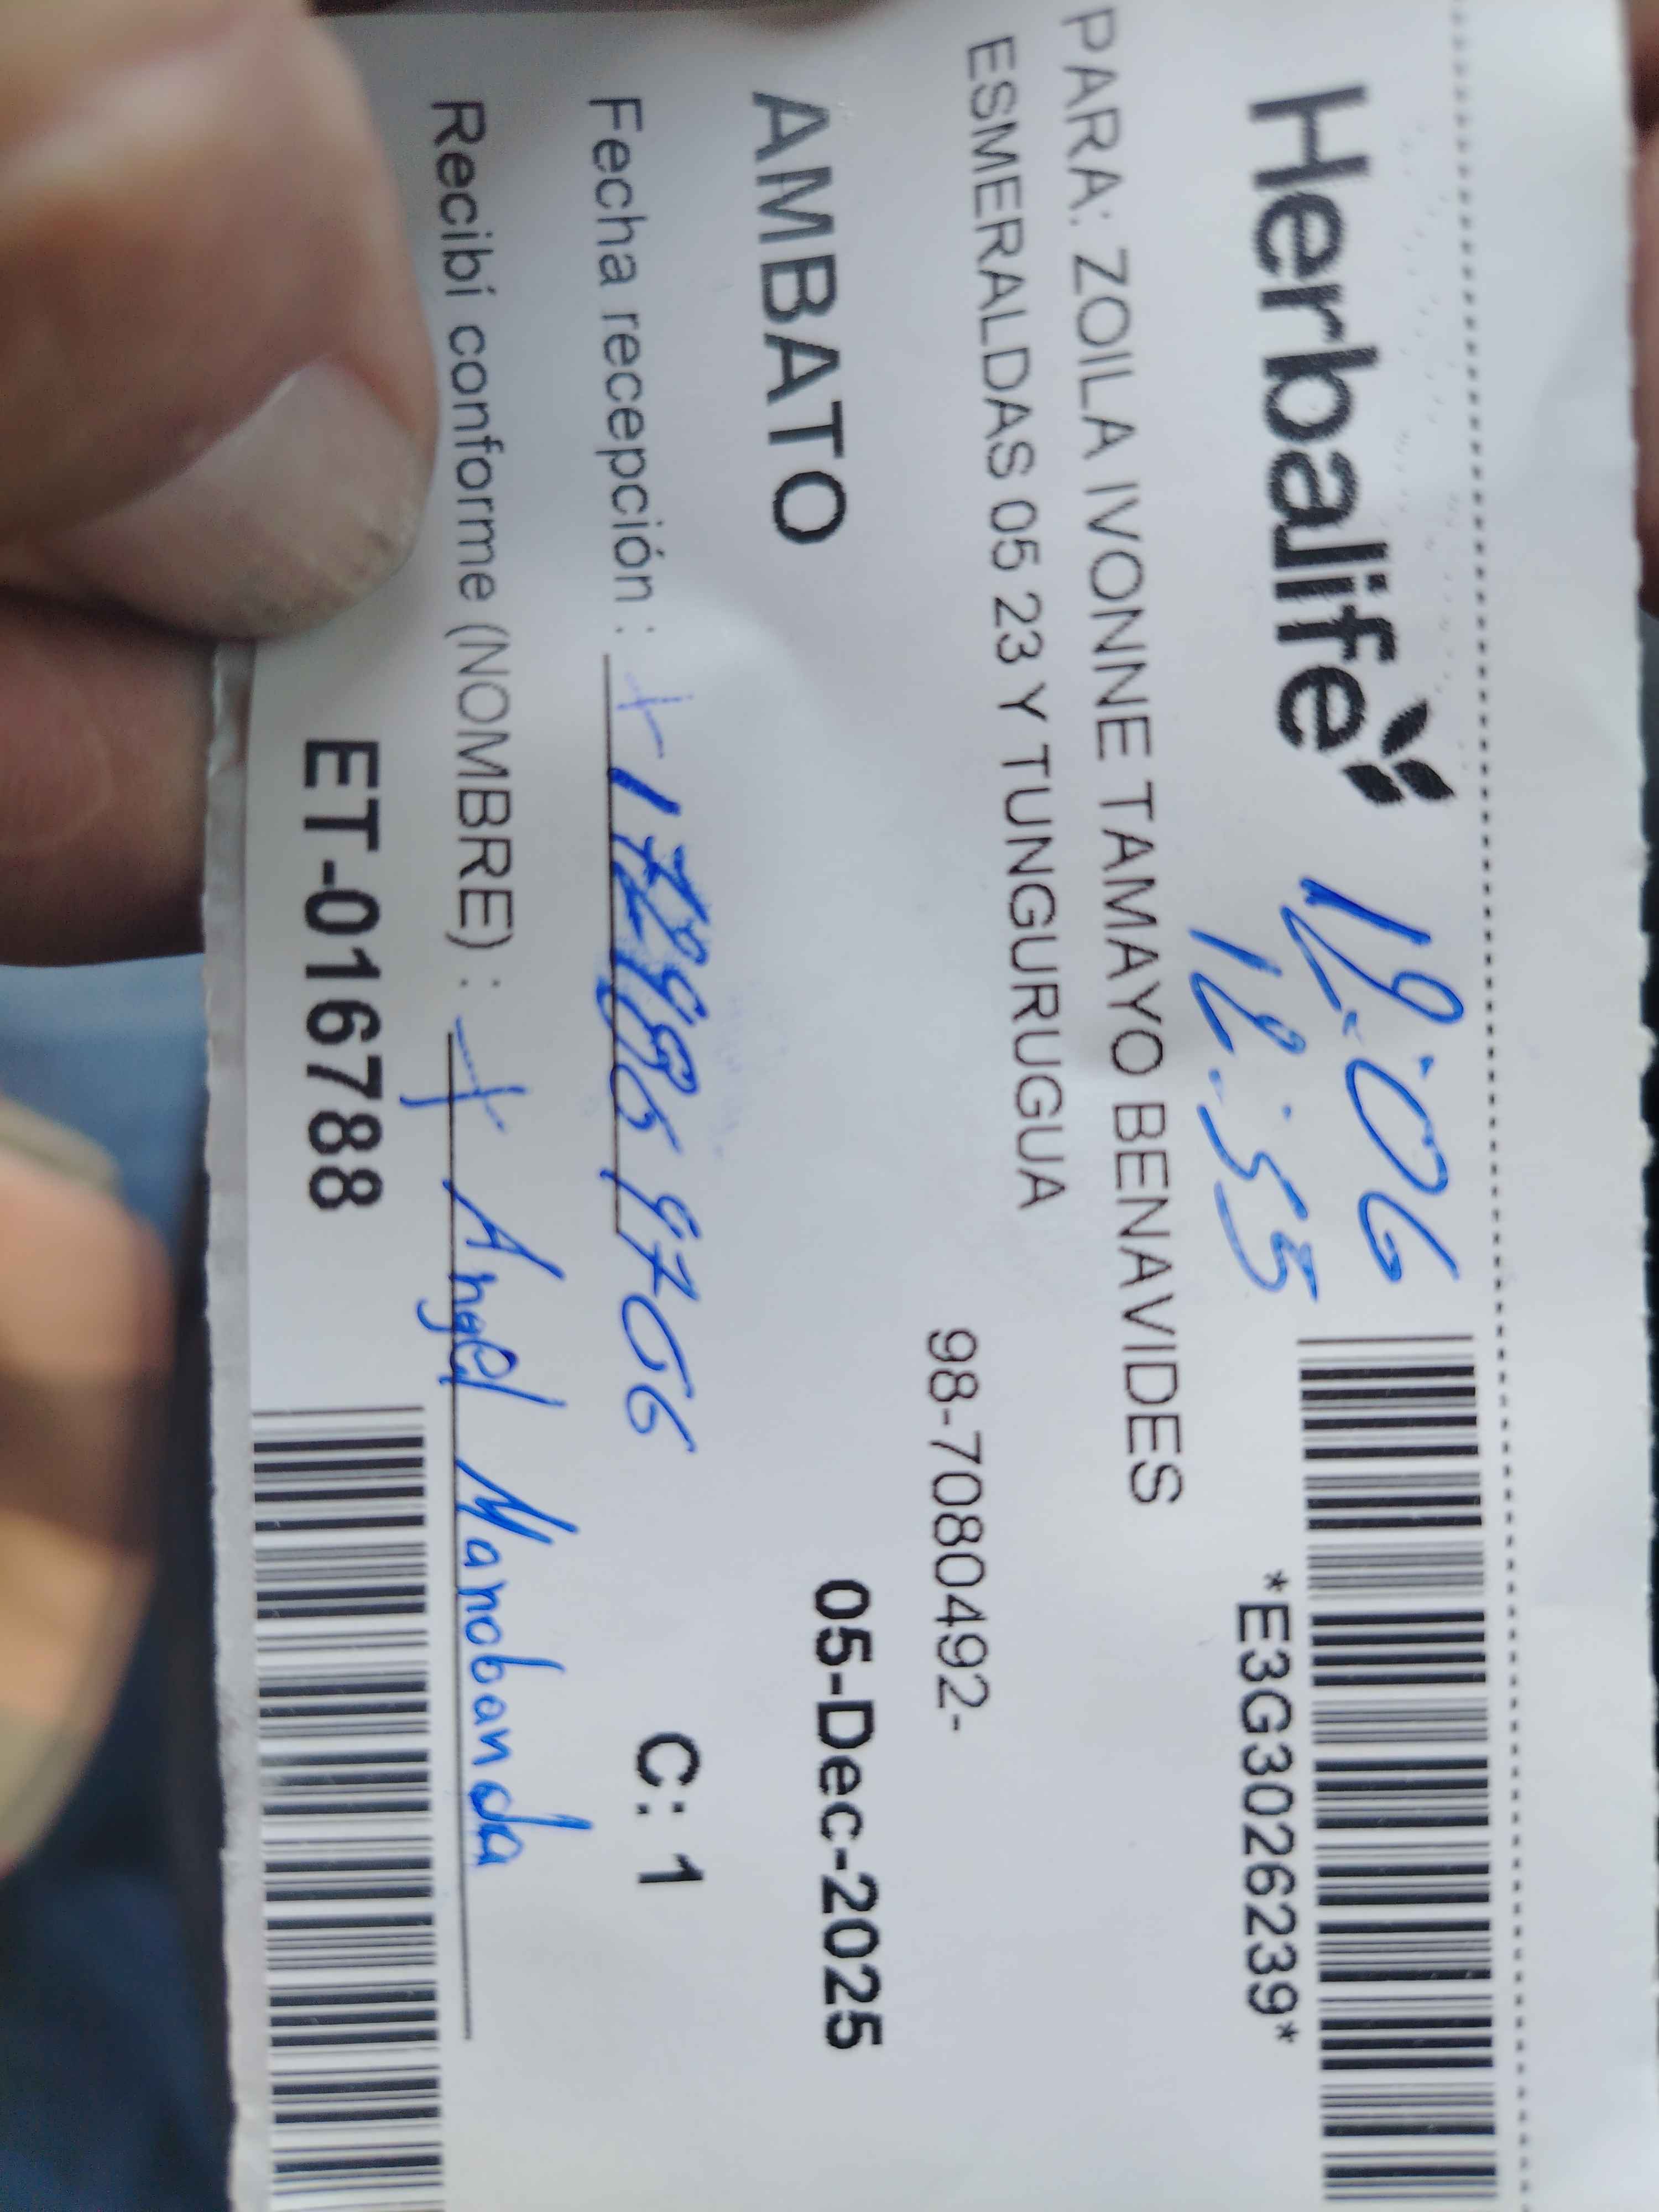 Herbalife
12:06
12:55
*E3G3026239*
PARA: ZOILA IVONNE TAMAYO BENAVIDES
ESMERALDAS 05 23 Y TUNGURUGUA
98-7080492-
AMBATO
05-Dec-2025
Fecha recepción :
C: 1
Recibí conforme (NOMBRE) : Angel Manobanda
ET-016788